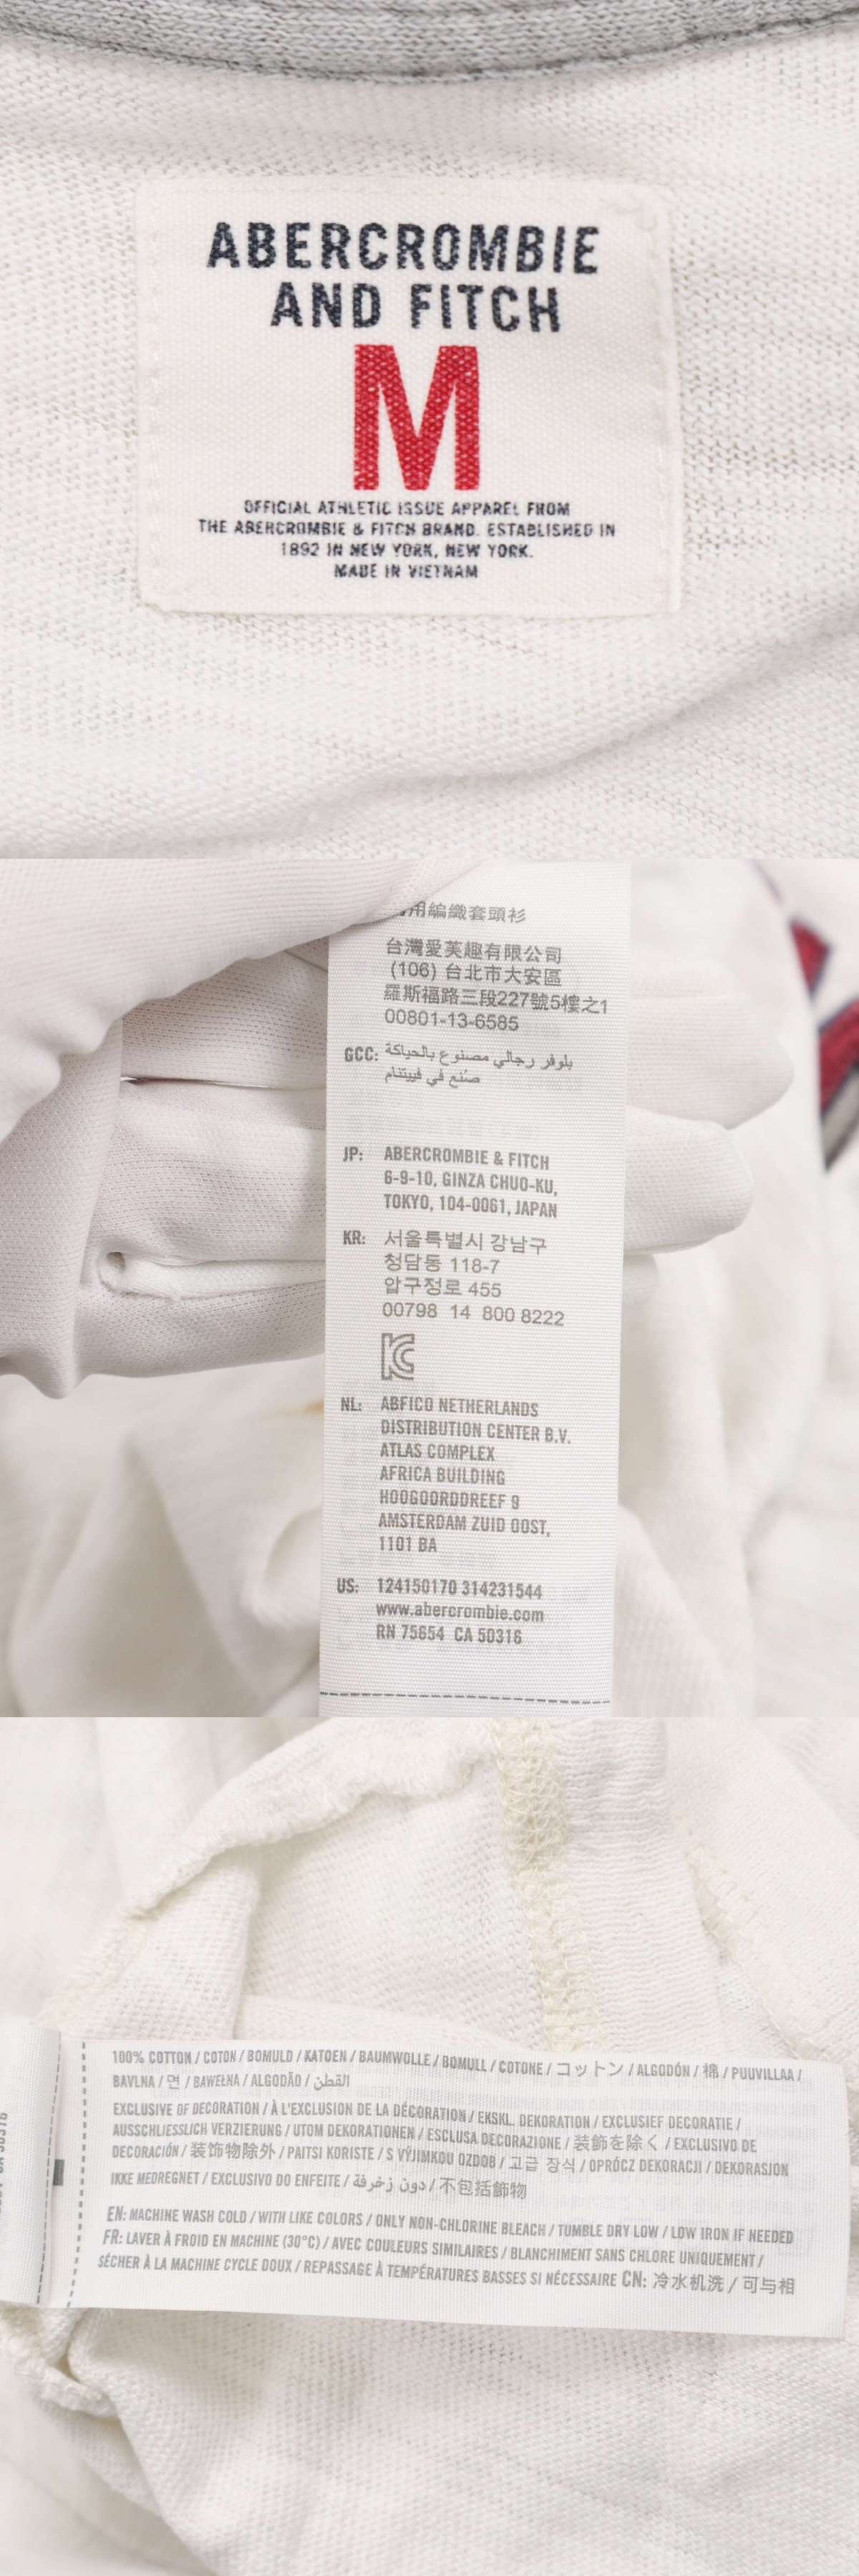 ABERCROMBIE
AND FITCH
M
OFFICIAL ATHLETIC ISSUE APPAREL FROM
THE ABERCROMBIE & FITCH BRAND. ESTABLISHED IN
1892 IN NEW YORK, NEW YORK.
MADE IN VIETNAM
用編織套頭衫
台灣愛芙趣有限公司
(106) 台北市大安區
羅斯福路三段227號5樓之1
00801-13-6585
GCC: بلوفر رجالي مصنوع بالحياكة
صُنع في فييتنام
JP: ABERCROMBIE & FITCH
6-9-10, GINZA CHUO-KU,
TOKYO, 104-0061, JAPAN
KR: 서울특별시 강남구
청담동 118-7
압구정로 455
00798 14 800 8222
NL: ABFICO NETHERLANDS
DISTRIBUTION CENTER B.V.
ATLAS COMPLEX
AFRICA BUILDING
HOOGOORDDREEF 9
AMSTERDAM ZUID OOST,
1101 BA
US: 124150170 314231544
www.abercrombie.com
RN 75654 CA 50316
100% COTTON / COTON / BOMULD / KATOEN / BAUMWOLLE / BOMULL / COTONE / コットン / ALGODÓN / 棉 / PUUVILLAA /
BAVLNA / 면 / BAWEŁNA / ALGODÃO / القطن
EXCLUSIVE OF DECORATION / À L'EXCLUSION DE LA DÉCORATION / EKSKL. DEKORATION / EXCLUSIEF DECORATIE /
AUSSCHLIESSLICH VERZIERUNG / UTOM DEKORATIONEN / ESCLUSA DECORAZIONE / 装飾を除く / EXCLUSIVO DE
DECORACIÓN / 装饰物除外 / PAITSI KORISTE / S VÝJIMKOU OZDOB / 고급 장식 / OPRÓCZ DEKORACJI / DEKORASJON
IKKE MEDREGNET / EXCLUSIVO DO ENFEITE / دون زخرفة / 不包括飾物
EN: MACHINE WASH COLD / WITH LIKE COLORS / ONLY NON-CHLORINE BLEACH / TUMBLE DRY LOW / LOW IRON IF NEEDED
FR: LAVER À FROID EN MACHINE (30°C) / AVEC COULEURS SIMILAIRES / BLANCHIMENT SANS CHLORE UNIQUEMENT /
SÉCHER À LA MACHINE CYCLE DOUX / REPASSAGE À TEMPÉRATURES BASSES SI NÉCESSAIRE CN: 冷水机洗 / 可与相